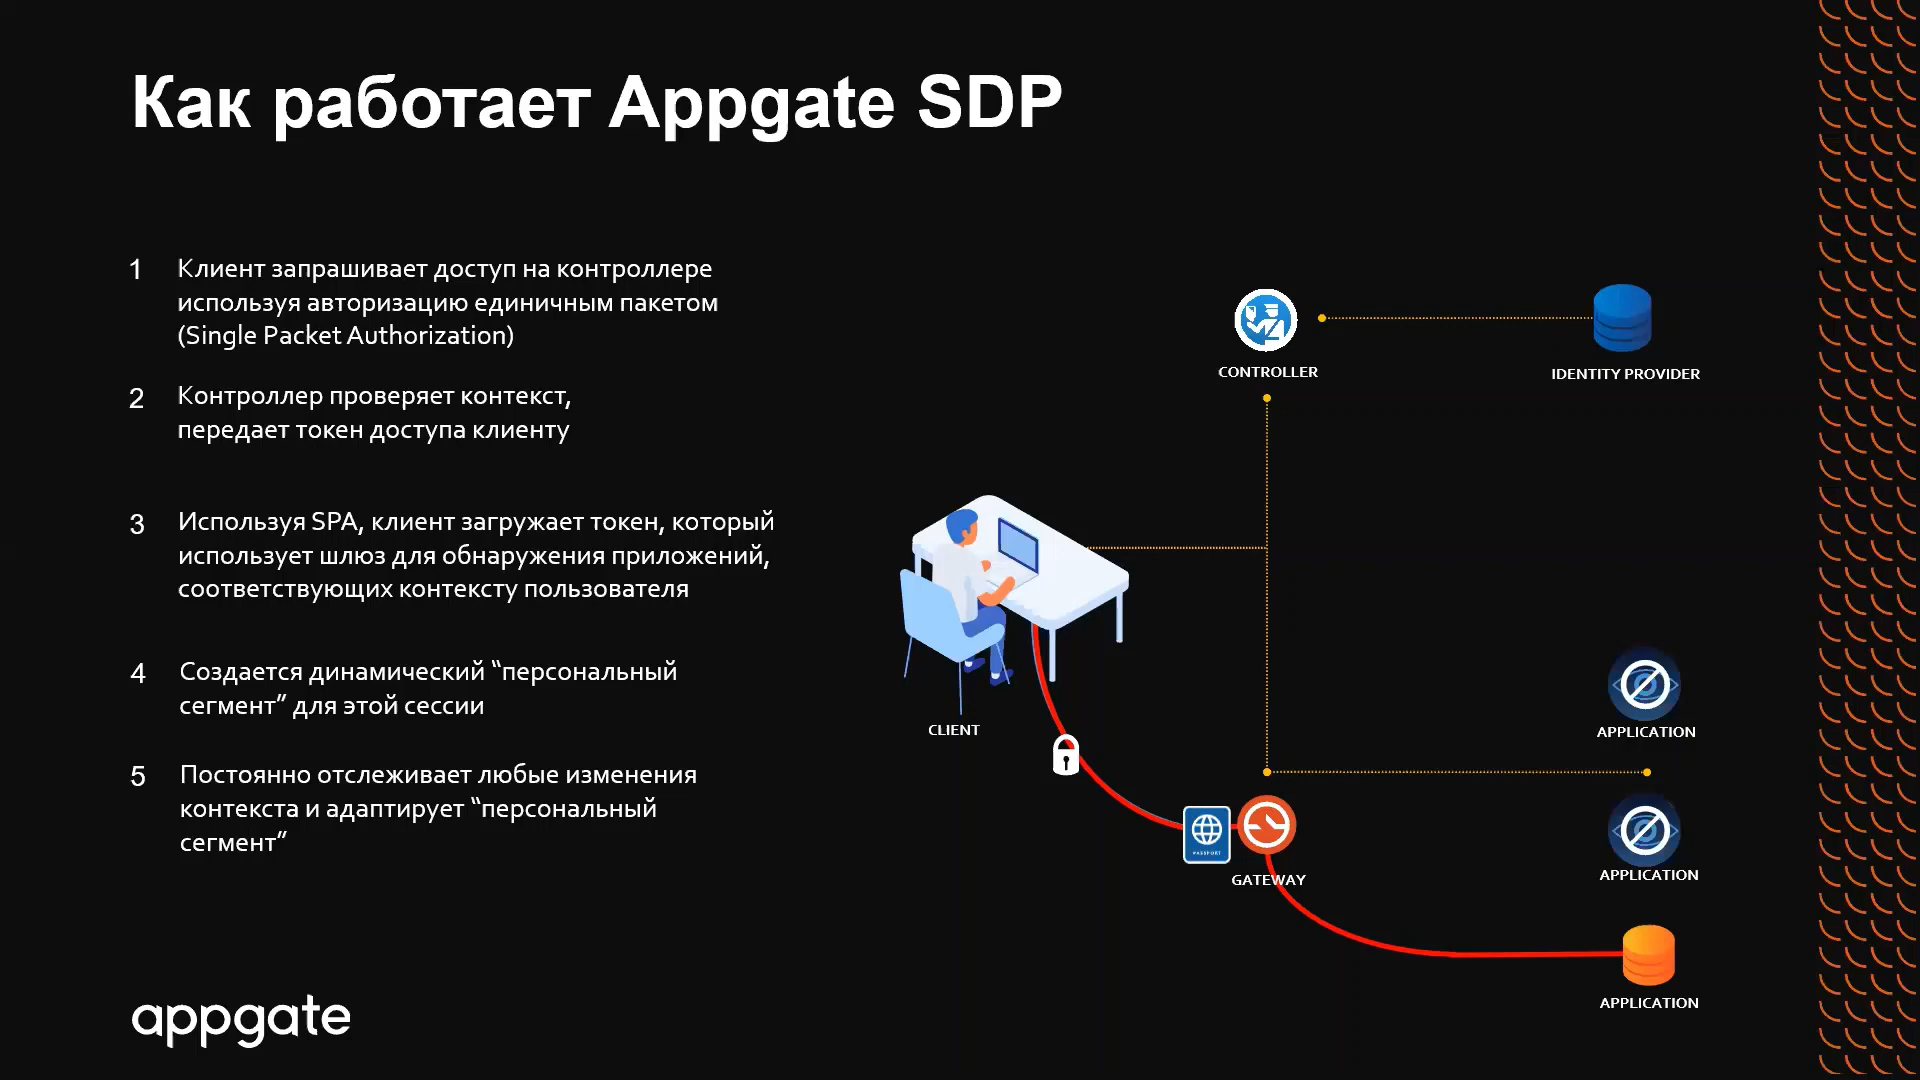 Как работает Appgate SDP
1 Клиент запрашивает доступ на контроллере
используя авторизацию единичным пакетом
(Single Packet Authorization)
2 Контроллер проверяет контекст,
передает токен доступа клиенту
3 Используя SPA, клиент загружает токен, который
использует шлюз для обнаружения приложений,
соответствующих контексту пользователя
4 Создается динамический “персональный
сегмент” для этой сессии
5 Постоянно отслеживает любые изменения
контекста и адаптирует “персональный
сегмент”
CONTROLLER
IDENTITY PROVIDER
CLIENT
APPLICATION
PASSPORT
GATEWAY
APPLICATION
APPLICATION
appgate